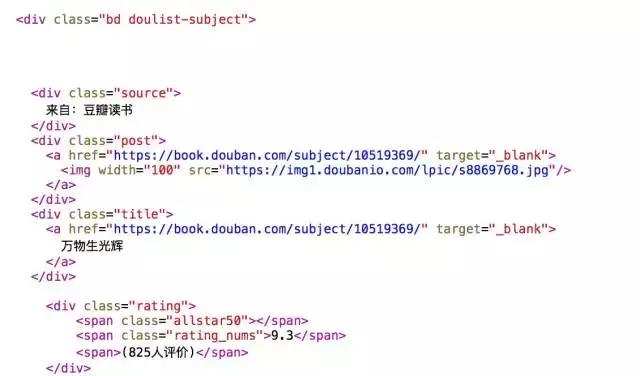 <div class="bd doulist-subject">
<div class="source">
来自：豆瓣读书
</div>
<div class="post">
<a href="https://book.douban.com/subject/10519369/" target="_blank">
<img width="100" src="https://img1.doubanio.com/lpic/s8869768.jpg"/>
</a>
</div>
<div class="title">
<a href="https://book.douban.com/subject/10519369/" target="_blank">
万物生光辉
</a>
</div>
<div class="rating">
<span class="allstar50"></span>
<span class="rating_nums">9.3</span>
<span>(825人评价)</span>
</div>